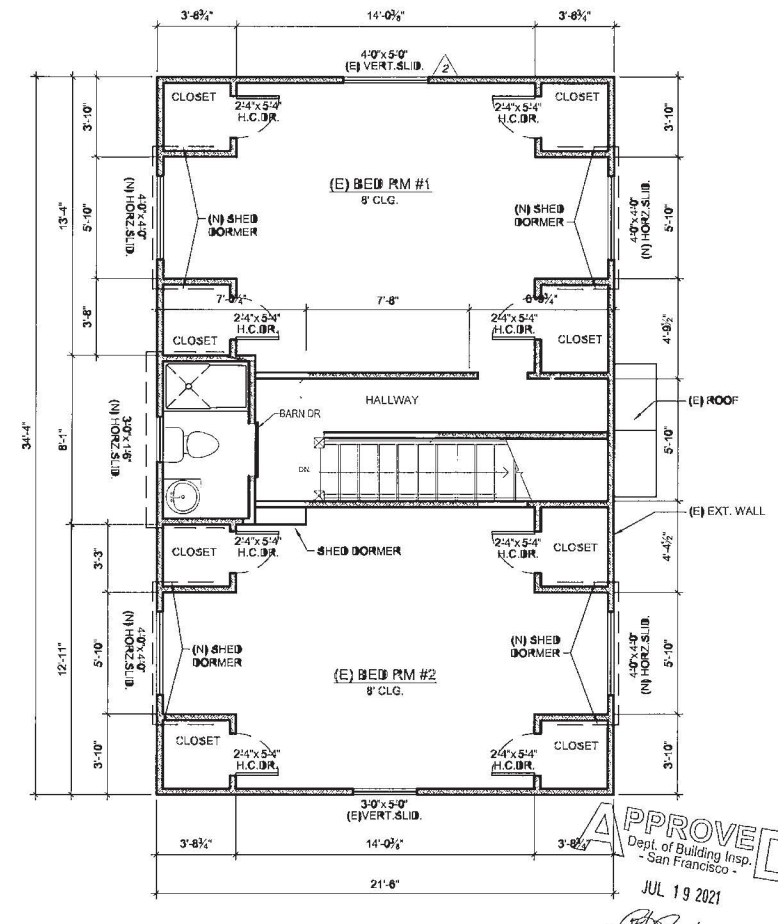 3'-8¾" 14'-0⅜" 3'-8¾"
4'-0"x5'-0"
(E) VERT.SLID.
2
CLOSET
2'-4"x5'-4"
H.C.DR.
2'-4"x5'-4"
H.C.DR.
CLOSET
3'-10"
3'-10"
(E) BED RM #1
8' CLG.
(N) SHED
DORMER
(N) SHED
DORMER
4'-0"x4'-0"
(N) HORZ.SLID.
4'-0"x4'-0"
(N) HORZ.SLID.
13'-4"
5'-10"
5'-10"
7'-8"
3'-8"
2'-4"x5'-4"
H.C.DR.
2'-4"x5'-4"
H.C.DR.
4'-9½"
CLOSET
CLOSET
HALLWAY
BARN DR
(E) ROOF
34'-4"
8'-1"
3'-0"x1'-6"
(N) HORZ.SLID.
5'-10"
DN.
(E) EXT. WALL
CLOSET
2'-4"x5'-4"
H.C.DR.
SHED DORMER
2'-4"x5'-4"
H.C.DR.
CLOSET
3'-3"
4'-4½"
(N) SHED
DORMER
(N) SHED
DORMER
4'-0"x4'-0"
(N) HORZ.SLID.
4'-0"x4'-0"
(N) HORZ.SLID.
12'-11"
5'-10"
5'-10"
(E) BED RM #2
8' CLG.
CLOSET
2'-4"x5'-4"
H.C.DR.
2'-4"x5'-4"
H.C.DR.
CLOSET
3'-10"
3'-10"
3'-0"x5'-0"
(E)VERT.SLID.
3'-8¾" 14'-0⅜" 3'-8¾"
21'-6"
APPROVED
Dept. of Building Insp.
- San Francisco -
JUL 19 2021